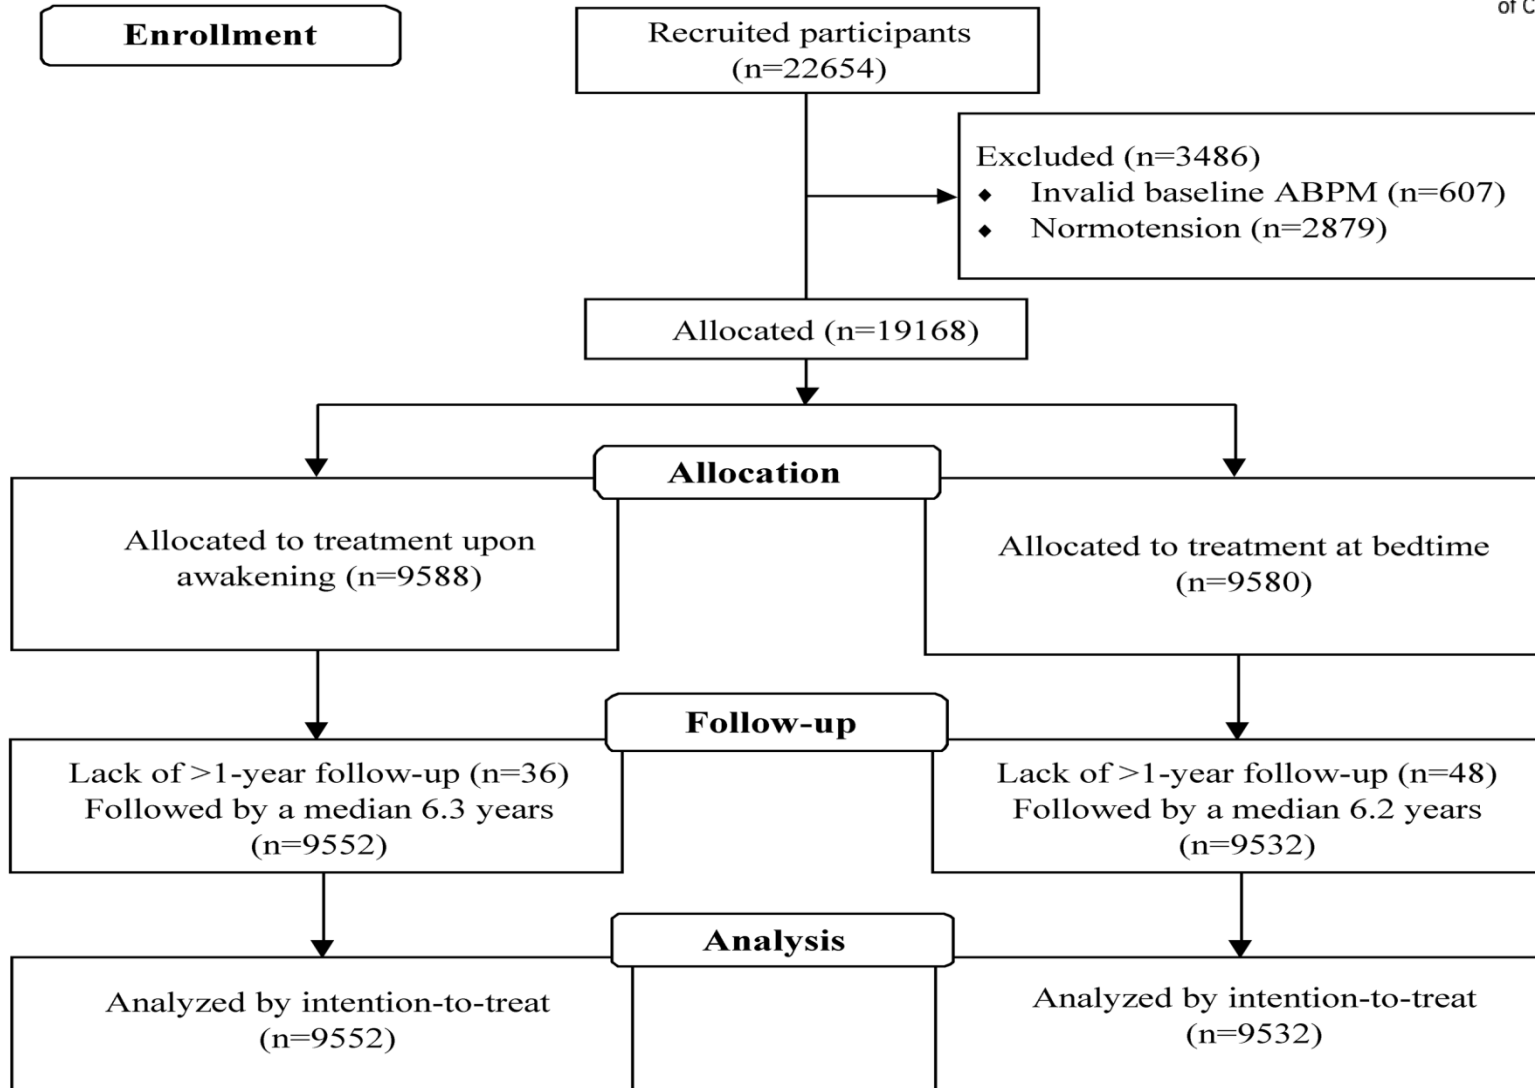 of C
Enrollment
Recruited participants
(n=22654)
Excluded (n=3486)
◆ Invalid baseline ABPM (n=607)
◆ Normotension (n=2879)
Allocated (n=19168)
Allocation
Allocated to treatment upon
awakening (n=9588)
Allocated to treatment at bedtime
(n=9580)
Follow-up
Lack of >1-year follow-up (n=36)
Followed by a median 6.3 years
(n=9552)
Lack of >1-year follow-up (n=48)
Followed by a median 6.2 years
(n=9532)
Analysis
Analyzed by intention-to-treat
(n=9552)
Analyzed by intention-to-treat
(n=9532)